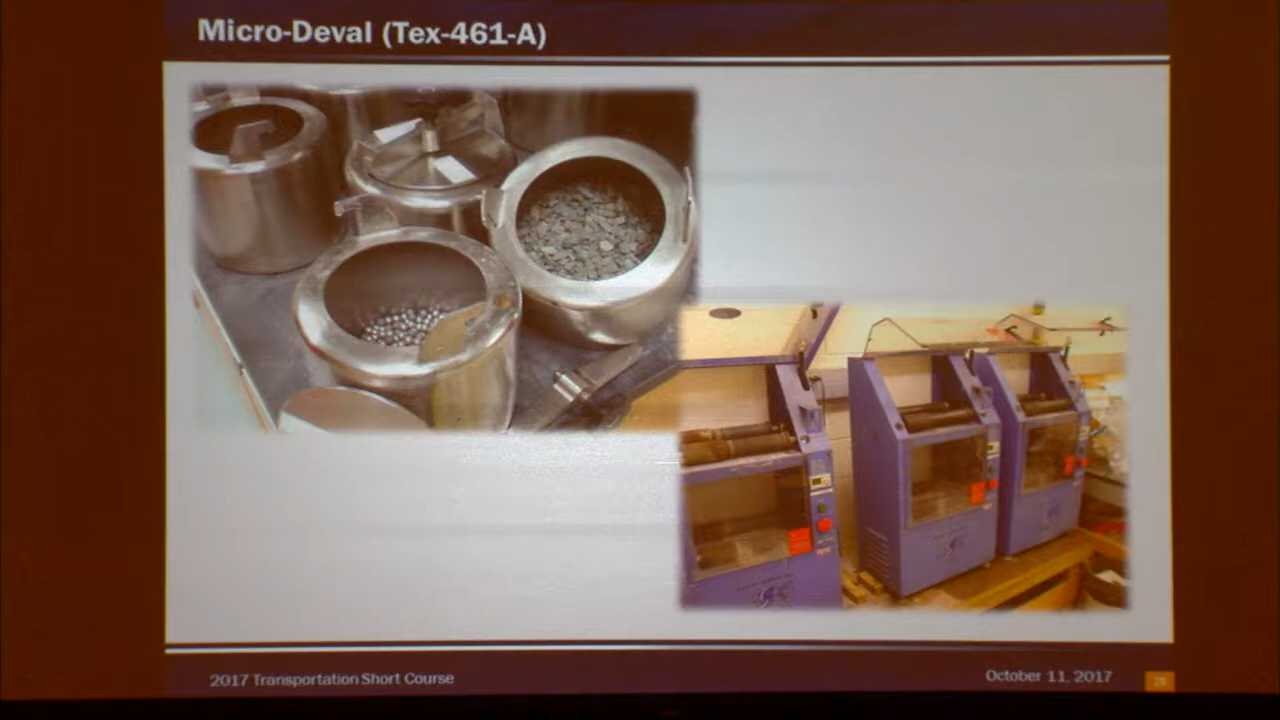 Micro-Deval (Tex-461-A)
2017 Transportation Short Course
October 11, 2017